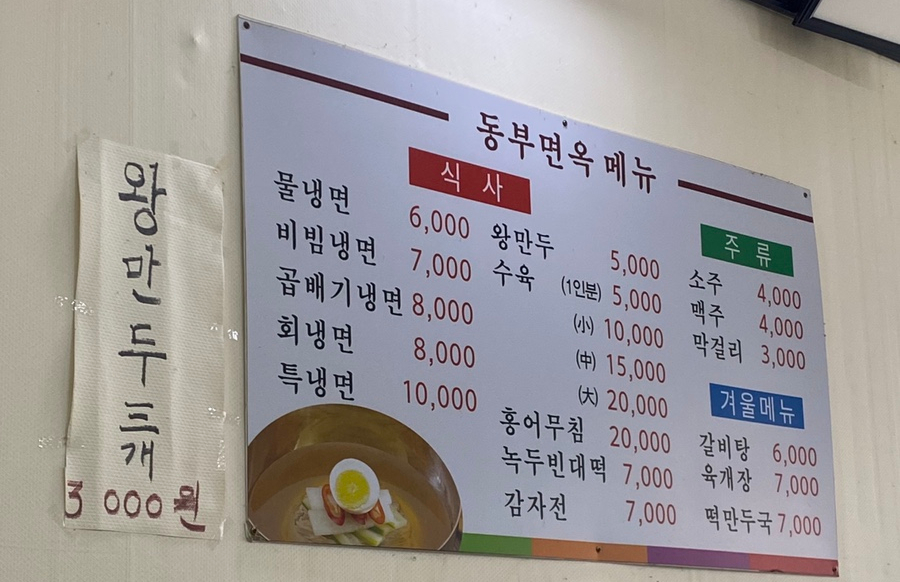 왕만두 三개
3000원
동부면옥 메뉴
식사
물냉면 6,000
비빔냉면 7,000
곱배기냉면 8,000
회냉면 8,000
특냉면 10,000
왕만두 5,000
수육 (1인분) 5,000
(小) 10,000
(中) 15,000
(大) 20,000
홍어무침 20,000
녹두빈대떡 7,000
감자전 7,000
주류
소주 4,000
맥주 4,000
막걸리 3,000
겨울메뉴
갈비탕 6,000
육개장 7,000
떡만두국 7,000